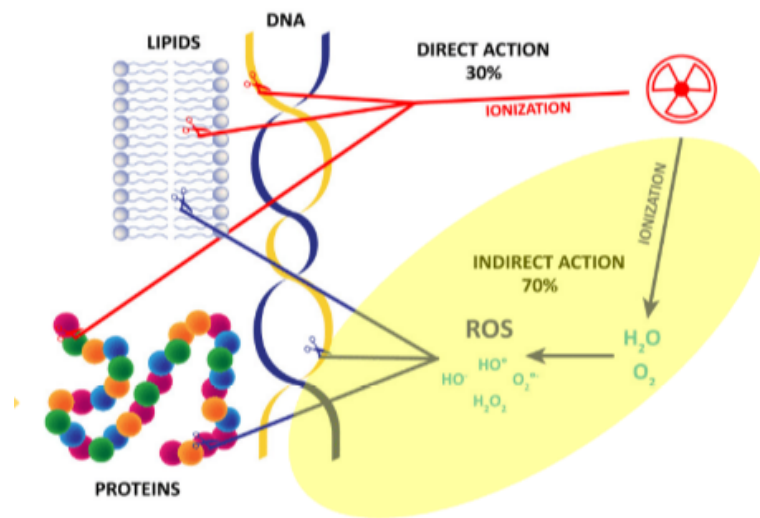 DNA
LIPIDS
DIRECT ACTION
30%
IONIZATION
IONIZATION
INDIRECT ACTION
70%
ROS
HO•
HO⁻
O₂•⁻
H₂O₂
H₂O
O₂
PROTEINS